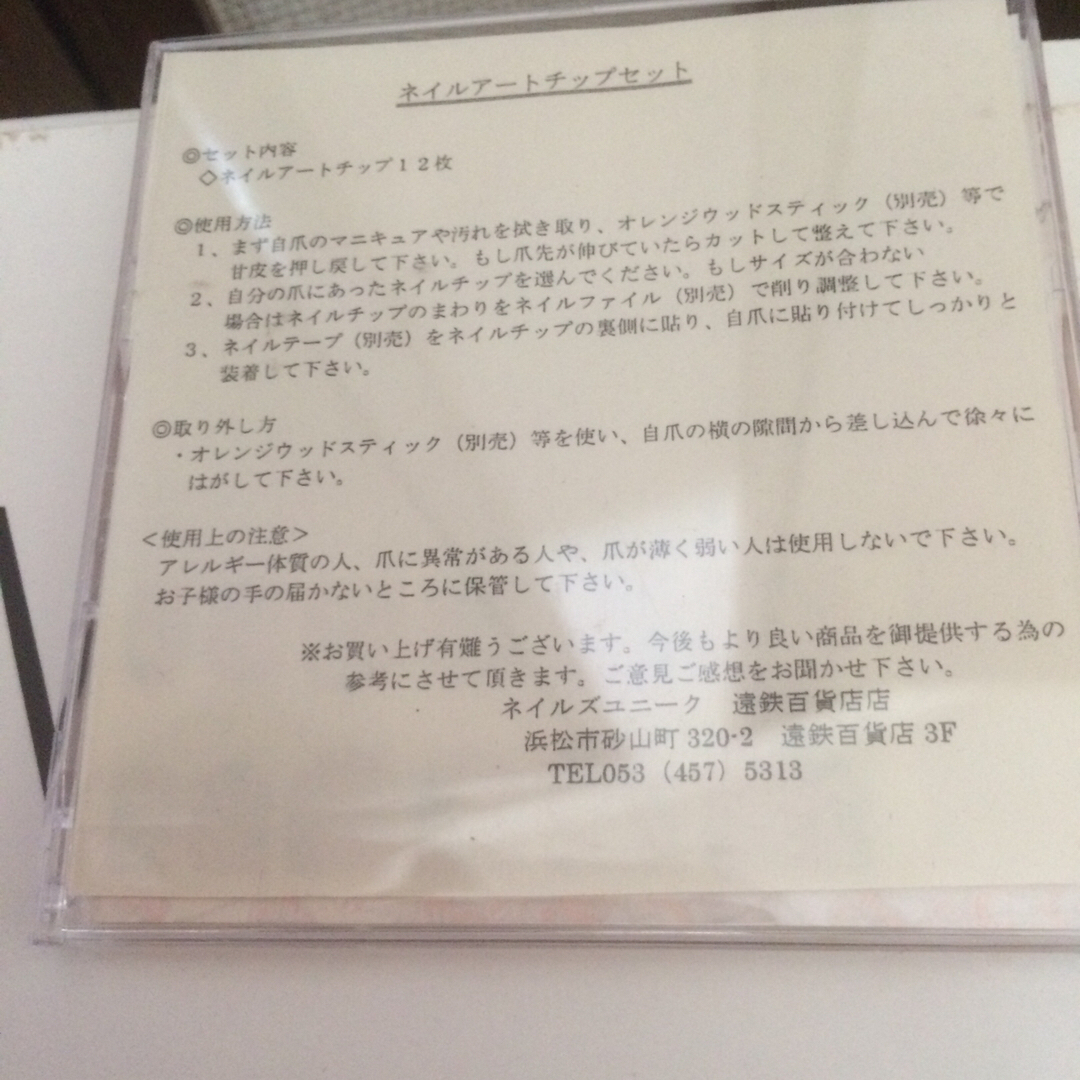 ネイルアートチップセット
◎セット内容
◇ネイルアートチップ１２枚
◎使用方法
１、まず自爪のマニキュアや汚れを拭き取り、オレンジウッドスティック（別売）等で
甘皮を押し戻して下さい。もし爪先が伸びていたらカットして整えて下さい。
２、自分の爪にあったネイルチップを選んでください。もしサイズが合わない
場合はネイルチップのまわりをネイルファイル（別売）で削り調整して下さい。
３、ネイルテープ（別売）をネイルチップの裏側に貼り、自爪に貼り付けてしっかりと
装着して下さい。
◎取り外し方
・オレンジウッドスティック（別売）等を使い、自爪の横の隙間から差し込んで徐々に
はがして下さい。
＜使用上の注意＞
アレルギー体質の人、爪に異常がある人や、爪が薄く弱い人は使用しないで下さい。
お子様の手の届かないところに保管して下さい。
※お買い上げ有難うございます。今後もより良い商品を御提供する為の
参考にさせて頂きます。ご意見ご感想をお聞かせ下さい。
ネイルズユニーク　遠鉄百貨店店
浜松市砂山町 320-2　遠鉄百貨店 3F
TEL053（457）5313